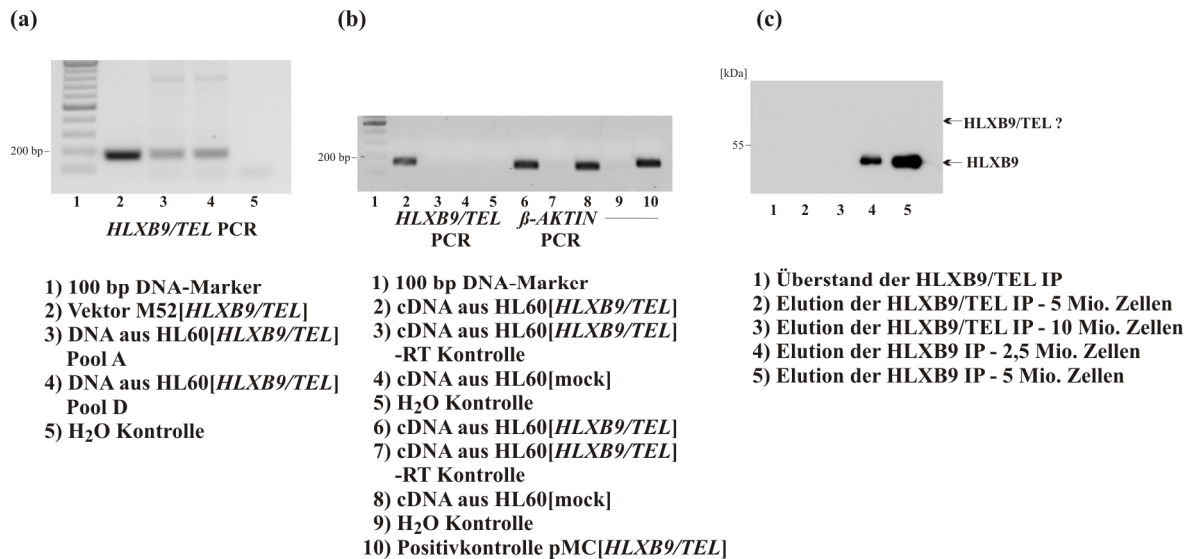 (a)
200 bp
1 2 3 4 5
HLXB9/TEL PCR
1) 100 bp DNA-Marker
2) Vektor M52[HLXB9/TEL]
3) DNA aus HL60[HLXB9/TEL]
Pool A
4) DNA aus HL60[HLXB9/TEL]
Pool D
5) H2O Kontrolle
(b)
200 bp
1 2 3 4 5 6 7 8 9 10
HLXB9/TEL ß-AKTIN
PCR PCR
1) 100 bp DNA-Marker
2) cDNA aus HL60[HLXB9/TEL]
3) cDNA aus HL60[HLXB9/TEL]
-RT Kontrolle
4) cDNA aus HL60[mock]
5) H2O Kontrolle
6) cDNA aus HL60[HLXB9/TEL]
7) cDNA aus HL60[HLXB9/TEL]
-RT Kontrolle
8) cDNA aus HL60[mock]
9) H2O Kontrolle
10) Positivkontrolle pMC[HLXB9/TEL]
(c)
[kDa]
HLXB9/TEL ?
55
HLXB9
1 2 3 4 5
1) Überstand der HLXB9/TEL IP
2) Elution der HLXB9/TEL IP - 5 Mio. Zellen
3) Elution der HLXB9/TEL IP - 10 Mio. Zellen
4) Elution der HLXB9 IP - 2,5 Mio. Zellen
5) Elution der HLXB9 IP - 5 Mio. Zellen